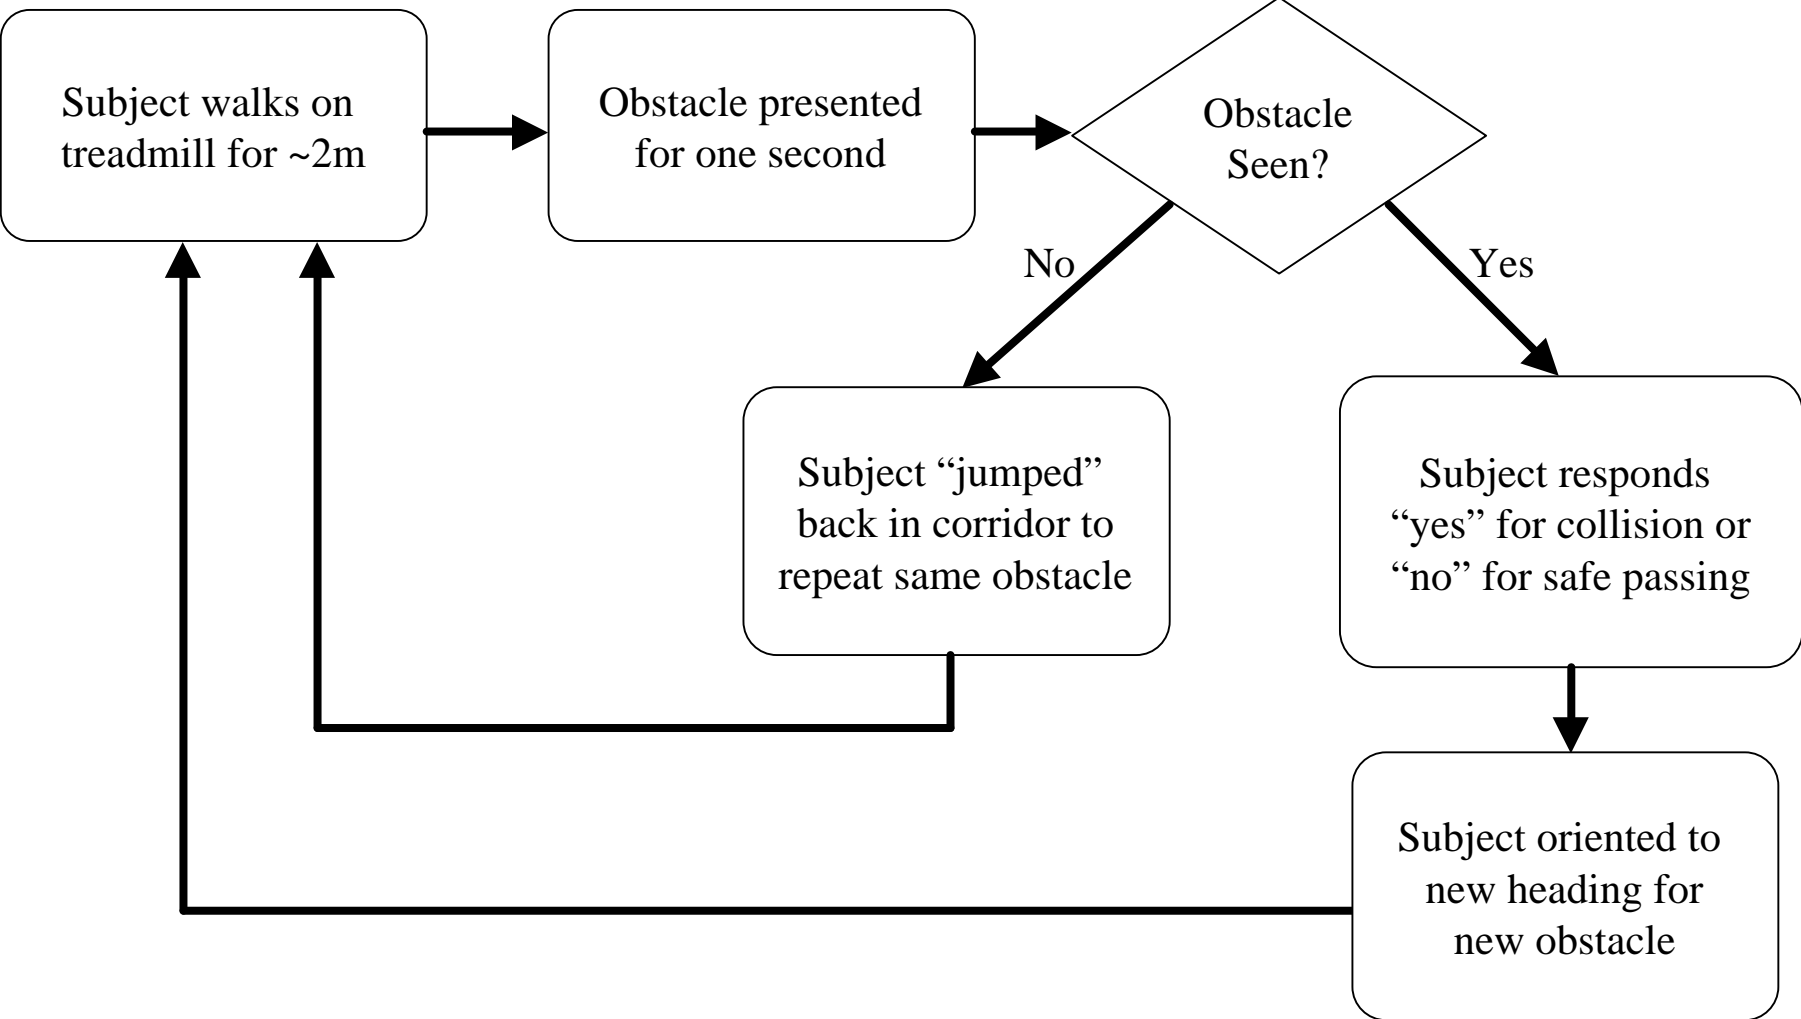 Subject walks on
treadmill for ~2m
Obstacle presented
for one second
Obstacle
Seen?
No
Yes
Subject “jumped”
back in corridor to
repeat same obstacle
Subject responds
“yes” for collision or
“no” for safe passing
Subject oriented to
new heading for
new obstacle